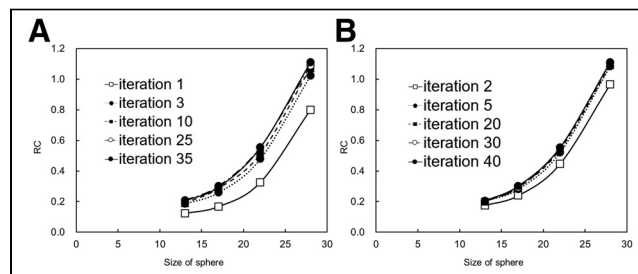 A
B
1.2
1.0
0.8
0.6
0.4
0.2
0.0
RC
iteration 1
iteration 3
iteration 10
iteration 25
iteration 35
5 10 15 20 25 30
Size of sphere
1.2
1.0
0.8
0.6
0.4
0.2
0.0
RC
iteration 2
iteration 5
iteration 20
iteration 30
iteration 40
5 10 15 20 25 30
Size of sphere